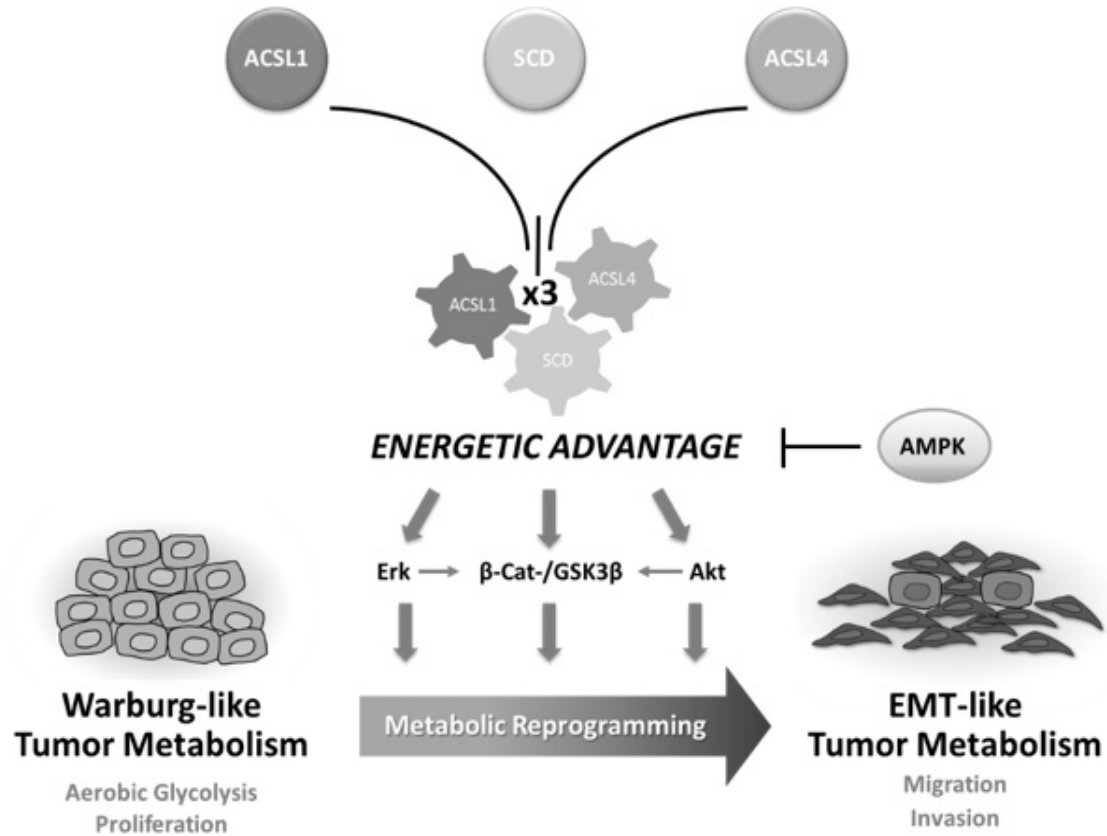 ACSL1
SCD
ACSL4
ACSL1
x3
ACSL4
SCD
ENERGETIC ADVANTAGE
AMPK
Erk
β-Cat-/GSK3β
Akt
Warburg-like
Tumor Metabolism
Aerobic Glycolysis
Proliferation
Metabolic Reprogramming
EMT-like
Tumor Metabolism
Migration
Invasion